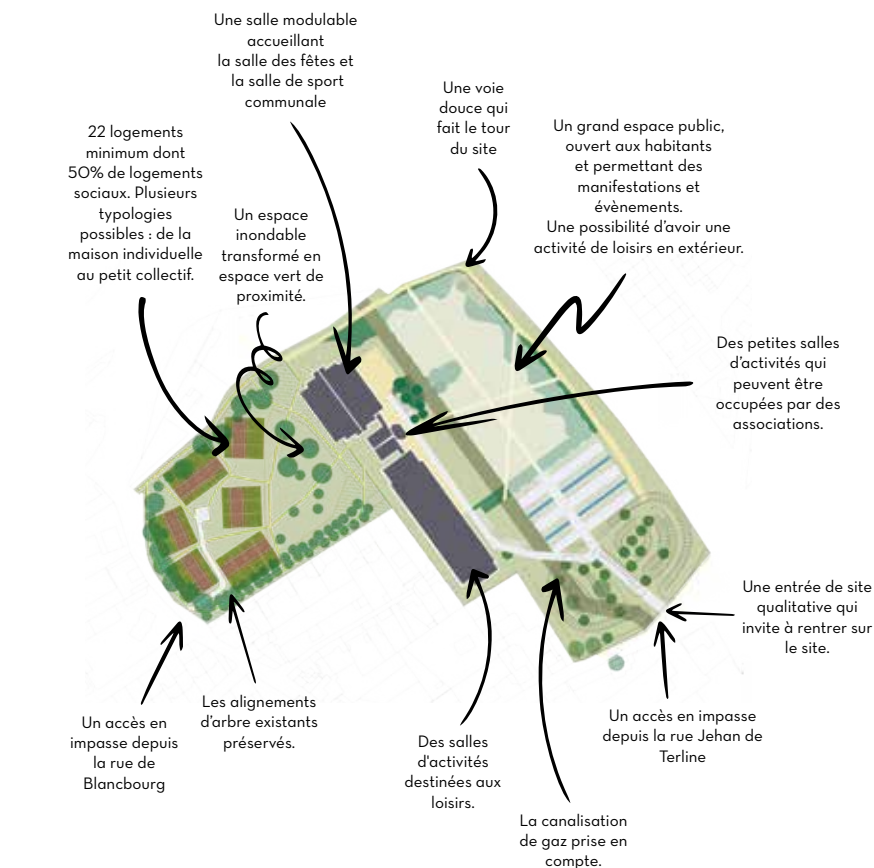 Une salle modulable
accueillant
la salle des fêtes et
la salle de sport
communale
Une voie
douce qui
fait le tour
du site
Un grand espace public,
ouvert aux habitants
et permettant des
manifestations et
évènements.
Une possibilité d'avoir une
activité de loisirs en extérieur.
22 logements
minimum dont
50% de logements
sociaux. Plusieurs
typologies
possibles : de la
maison individuelle
au petit collectif.
Un espace
inondable
transformé en
espace vert de
proximité.
Des petites salles
d'activités qui
peuvent être
occupées par des
associations.
Une entrée de site
qualitative qui
invite à rentrer sur
le site.
Un accès en
impasse depuis
la rue de
Blancbourg
Les alignements
d'arbre existants
préservés.
Des salles
d'activités
destinées aux
loisirs.
Un accès en impasse
depuis la rue Jehan de
Terline
La canalisation
de gaz prise en
compte.